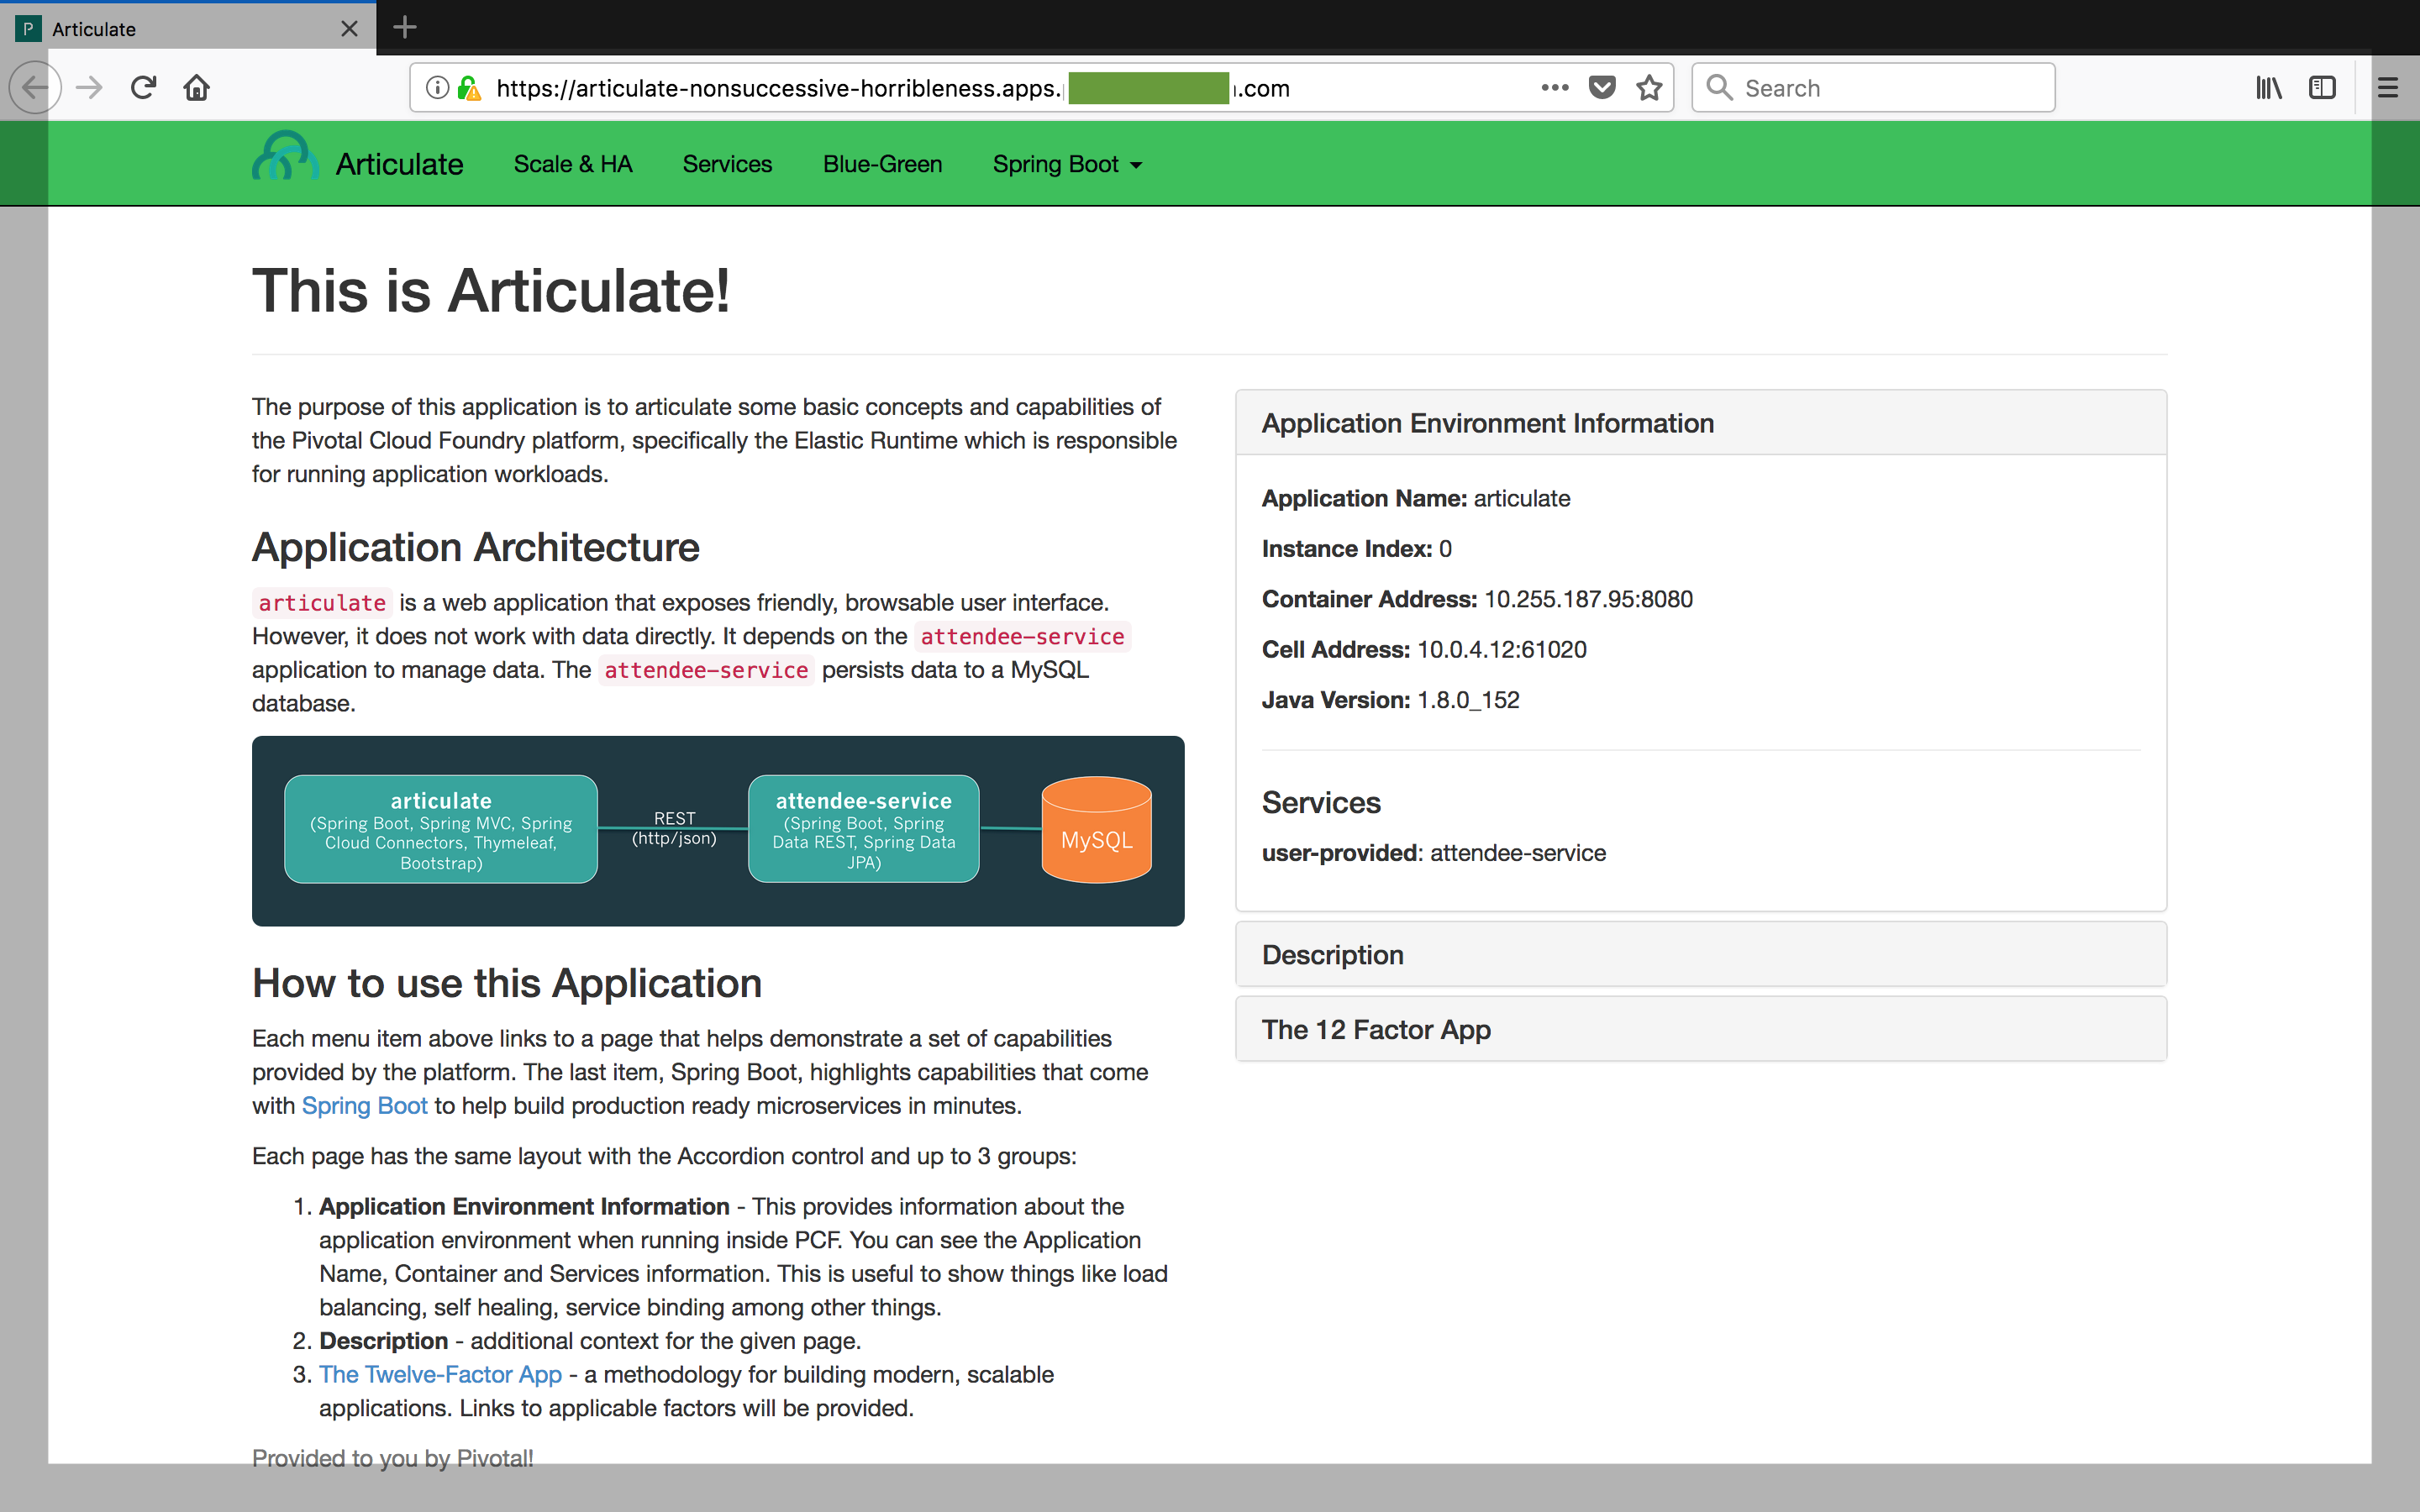 P Articulate
https://articulate-nonsuccessive-horribleness.apps. .com
Search
Articulate Scale & HA Services Blue-Green Spring Boot
This is Articulate!
The purpose of this application is to articulate some basic concepts and capabilities of
the Pivotal Cloud Foundry platform, specifically the Elastic Runtime which is responsible
for running application workloads.
Application Architecture
articulate is a web application that exposes friendly, browsable user interface.
However, it does not work with data directly. It depends on the attendee-service
application to manage data. The attendee-service persists data to a MySQL
database.
articulate
(Spring Boot, Spring MVC, Spring
Cloud Connectors, Thymeleaf,
Bootstrap)
REST
(http/json)
attendee-service
(Spring Boot, Spring
Data REST, Spring Data
JPA)
MySQL
How to use this Application
Each menu item above links to a page that helps demonstrate a set of capabilities
provided by the platform. The last item, Spring Boot, highlights capabilities that come
with Spring Boot to help build production ready microservices in minutes.
Each page has the same layout with the Accordion control and up to 3 groups:
1. Application Environment Information - This provides information about the
application environment when running inside PCF. You can see the Application
Name, Container and Services information. This is useful to show things like load
balancing, self healing, service binding among other things.
2. Description - additional context for the given page.
3. The Twelve-Factor App - a methodology for building modern, scalable
applications. Links to applicable factors will be provided.
Provided to you by Pivotal!
Application Environment Information
Application Name: articulate
Instance Index: 0
Container Address: 10.255.187.95:8080
Cell Address: 10.0.4.12:61020
Java Version: 1.8.0_152
Services
user-provided: attendee-service
Description
The 12 Factor App